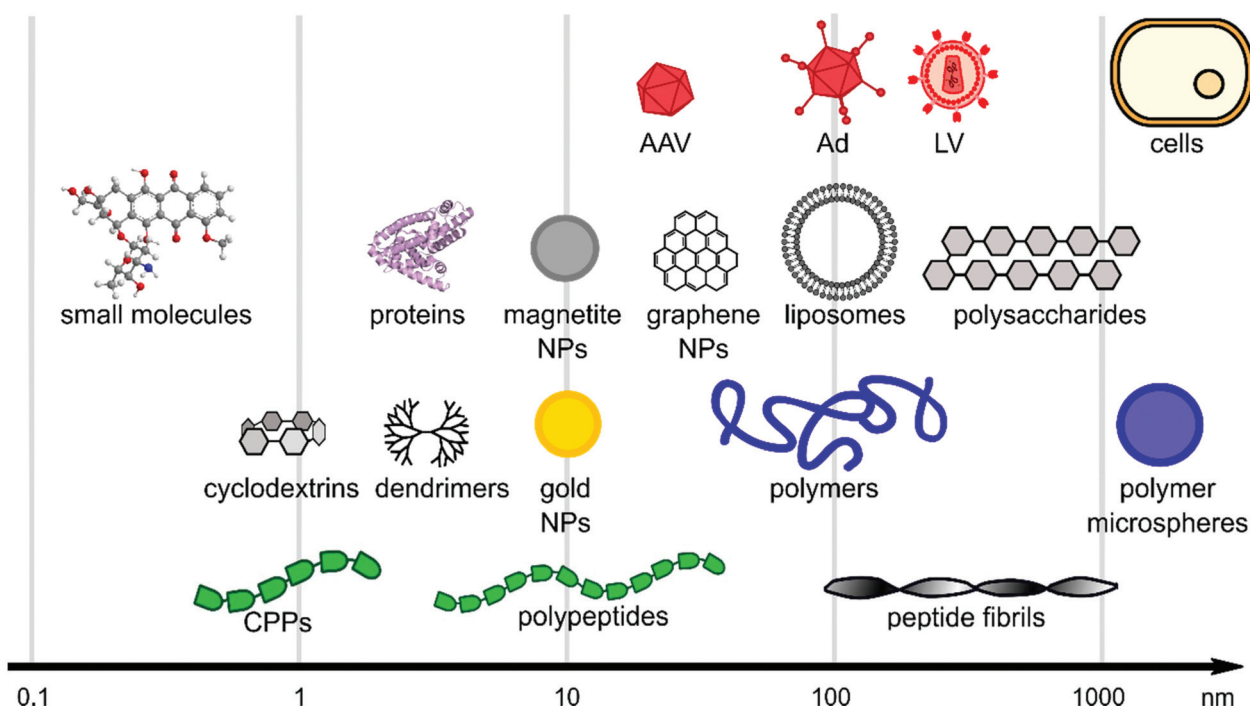 AAV Ad LV cells
small molecules proteins magnetite graphene liposomes polysaccharides
NPs NPs
cyclodextrins dendrimers gold polymers polymer
NPs microspheres
CPPs polypeptides peptide fibrils
0.1 1 10 100 1000 nm